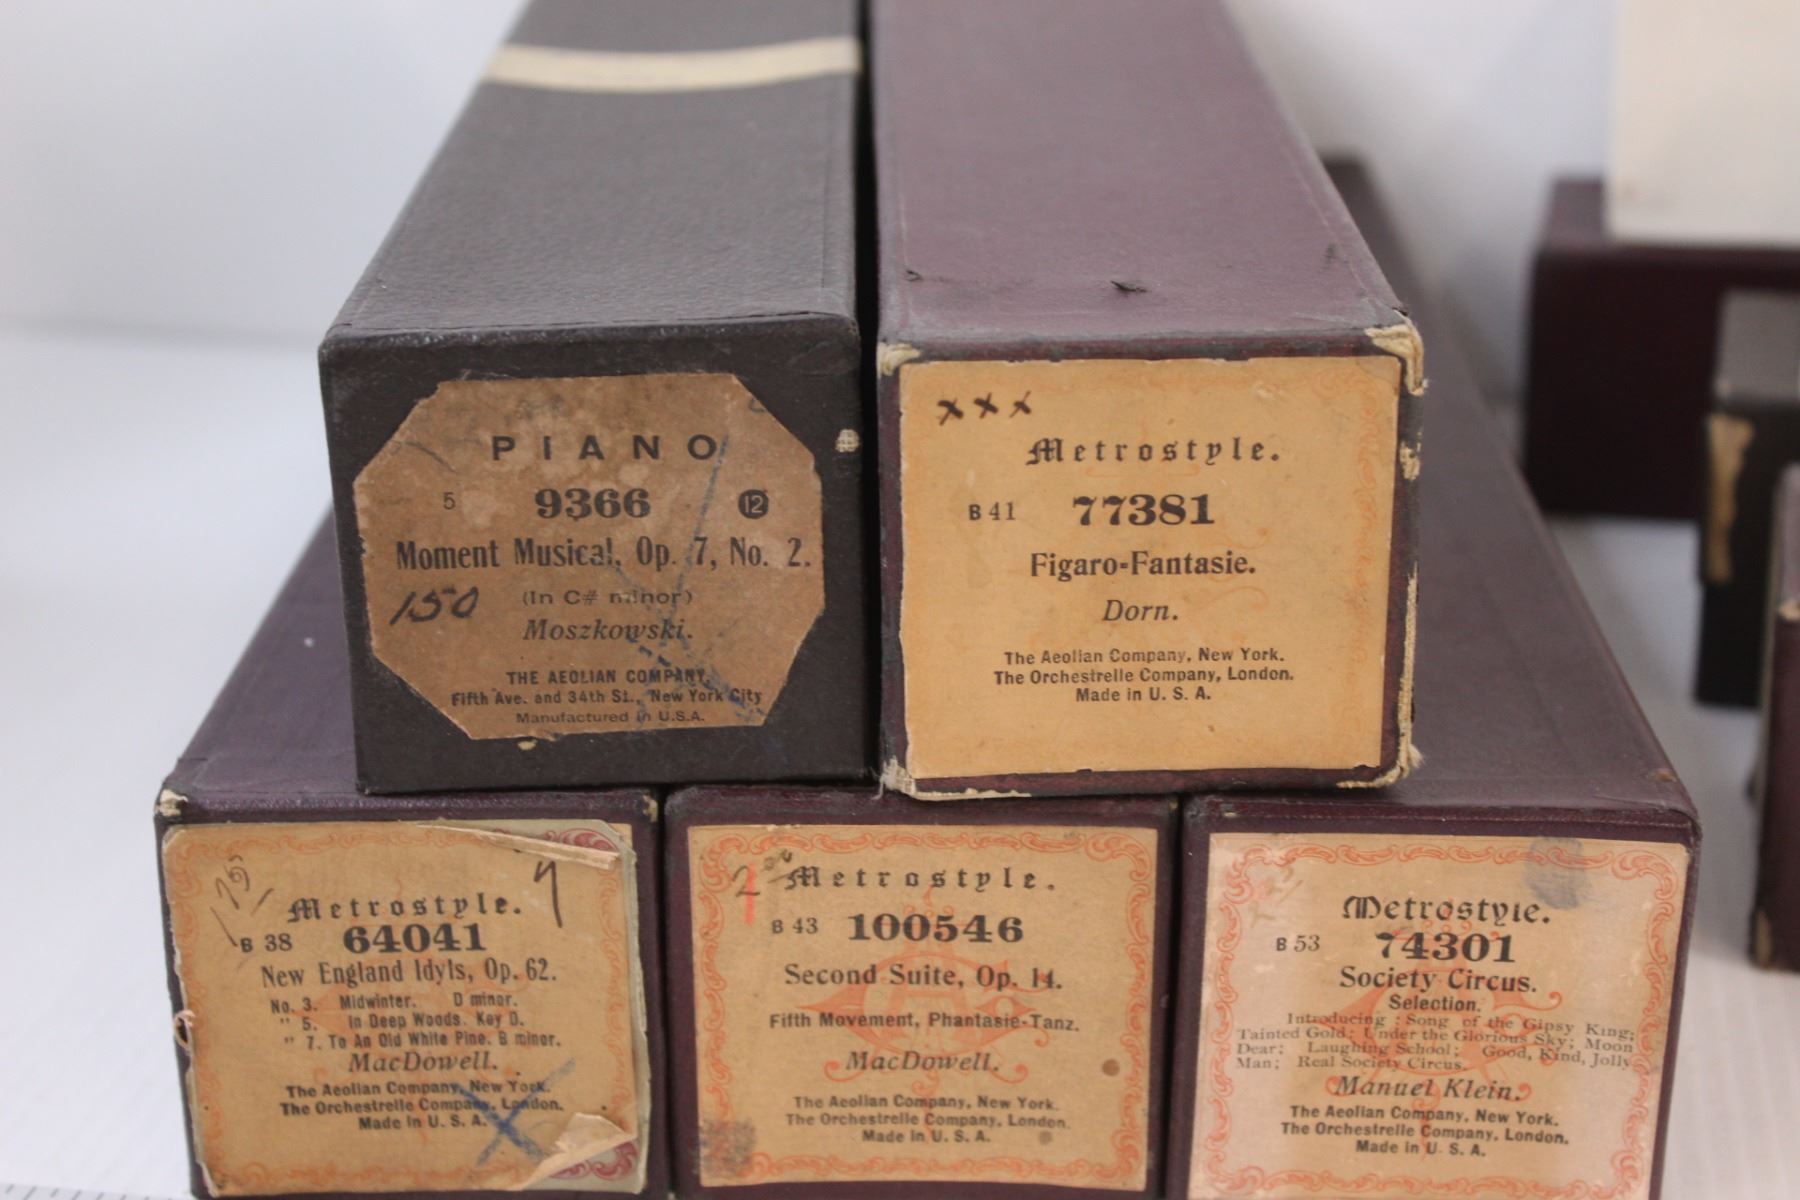 PIANO
5 9366 12
Moment Musical, Op. 7, No. 2.
150 (In C# minor)
Moszkowski.
THE AEOLIAN COMPANY,
Fifth Ave. and 34th St., New York City
Manufactured in U.S.A.
x x x
Metrostyle.
B 41 77381
Figaro-Fantasie.
Dorn.
The Aeolian Company, New York.
The Orchestrelle Company, London.
Made in U. S. A.
Metrostyle.
B 38 64041
New England Idyls, Op. 62.
No. 3. Midwinter. D minor.
" 5. In Deep Woods. Key D.
" 7. To An Old White Pine. B minor.
MacDowell.
The Aeolian Company, New York.
The Orchestrelle Company, London.
Made in U. S. A.
Metrostyle.
B 43 100546
Second Suite, Op. 14.
Fifth Movement, Phantasie-Tanz.
MacDowell.
The Aeolian Company, New York.
The Orchestrelle Company, London.
Made in U. S. A.
Metrostyle.
B 53 74301
Society Circus.
Selection.
Introducing: Song of the Gipsy King;
Tainted Gold; Under the Glorious Sky; Moon
Dear; Laughing School; Good, Kind, Jolly
Man; Real Society Circus.
Manuel Klein.
The Aeolian Company, New York.
The Orchestrelle Company, London.
Made in U. S. A.